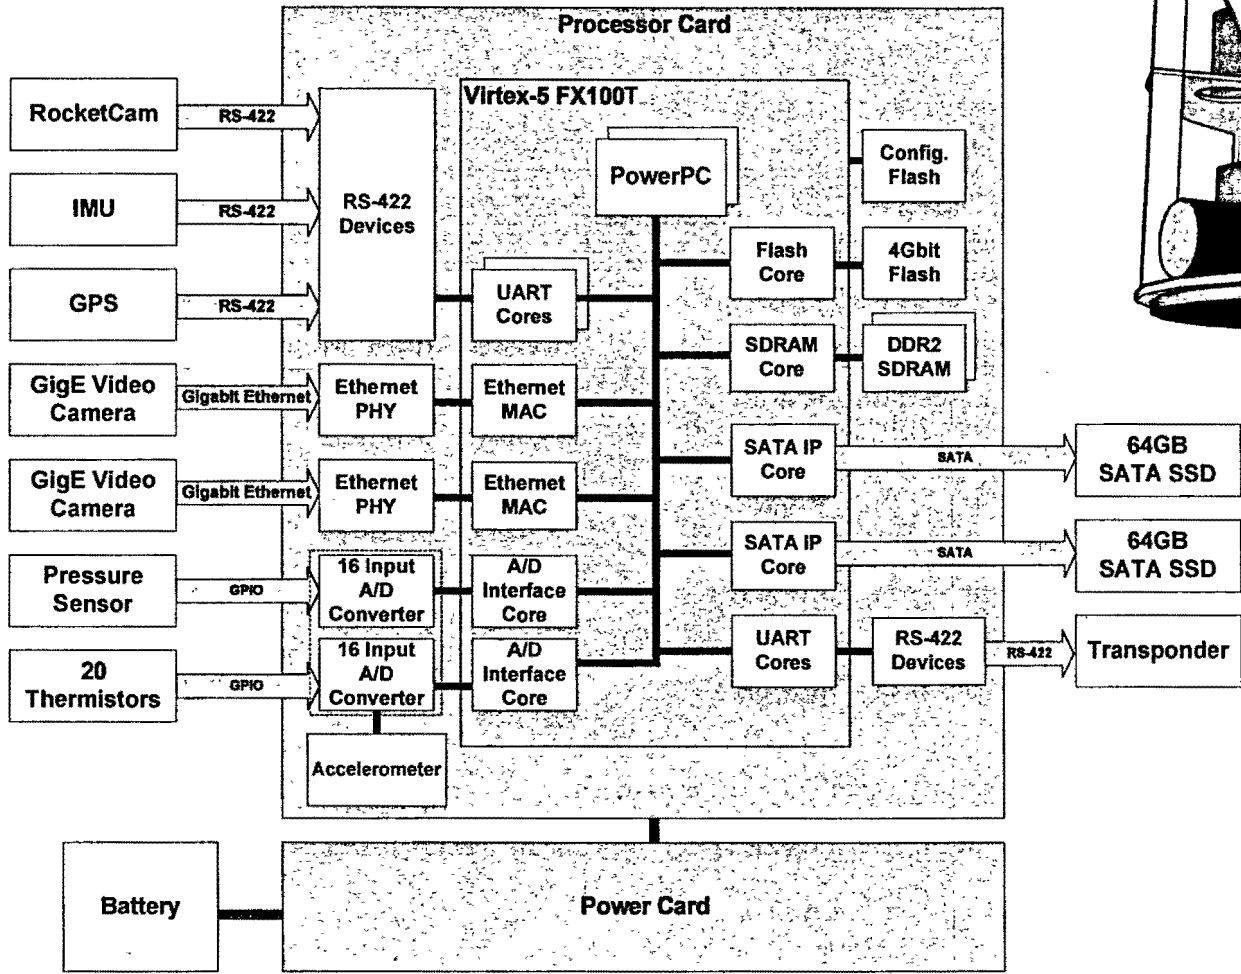 Processor Card
RocketCam
RS-422
IMU
RS-422
GPS
RS-422
GigE Video
Camera
Gigabit Ethernet
GigE Video
Camera
Gigabit Ethernet
Pressure
Sensor
GPIO
20
Thermistors
GPIO
RS-422
Devices
Ethernet
PHY
Ethernet
PHY
16 Input
A/D
Converter
16 Input
A/D
Converter
Accelerometer
Virtex-5 FX100T
PowerPC
UART
Cores
Ethernet
MAC
Ethernet
MAC
A/D
Interface
Core
A/D
Interface
Core
Flash
Core
SDRAM
Core
SATA IP
Core
SATA IP
Core
UART
Cores
Config.
Flash
4Gbit
Flash
DDR2
SDRAM
SATA
SATA
RS-422
Devices
RS-422
64GB
SATA SSD
64GB
SATA SSD
Transponder
Battery
Power Card